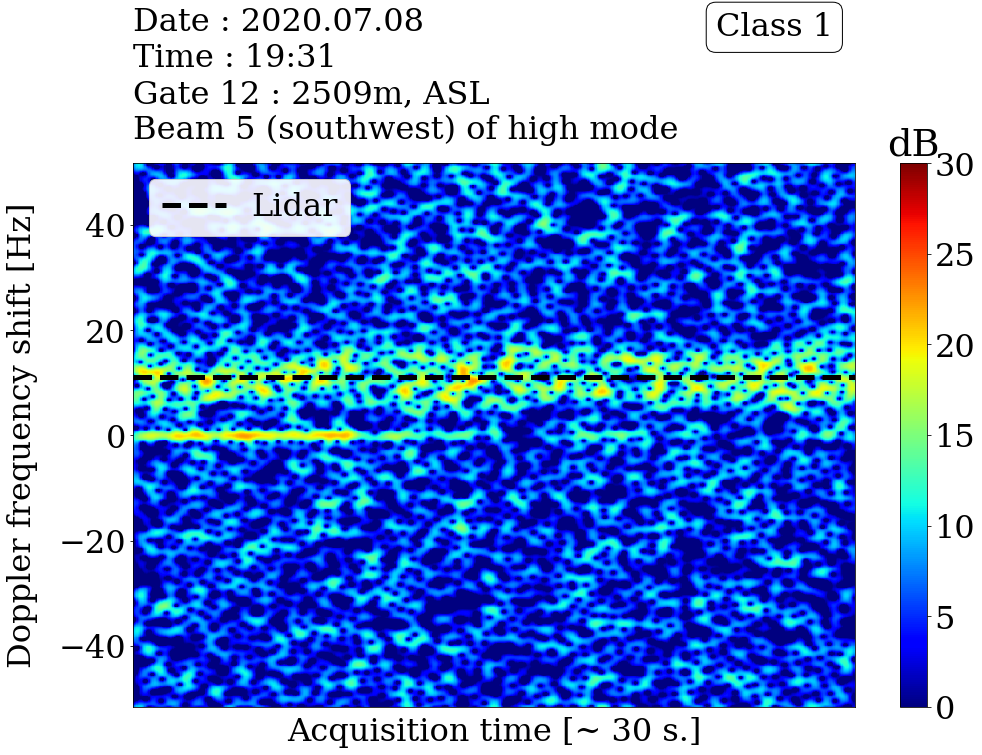 Date : 2020.07.08
Time : 19:31
Gate 12 : 2509m, ASL
Beam 5 (southwest) of high mode
Class 1
dB
Lidar
Doppler frequency shift [Hz]
40
20
0
−20
−40
30
25
20
15
10
5
0
Acquisition time [~ 30 s.]